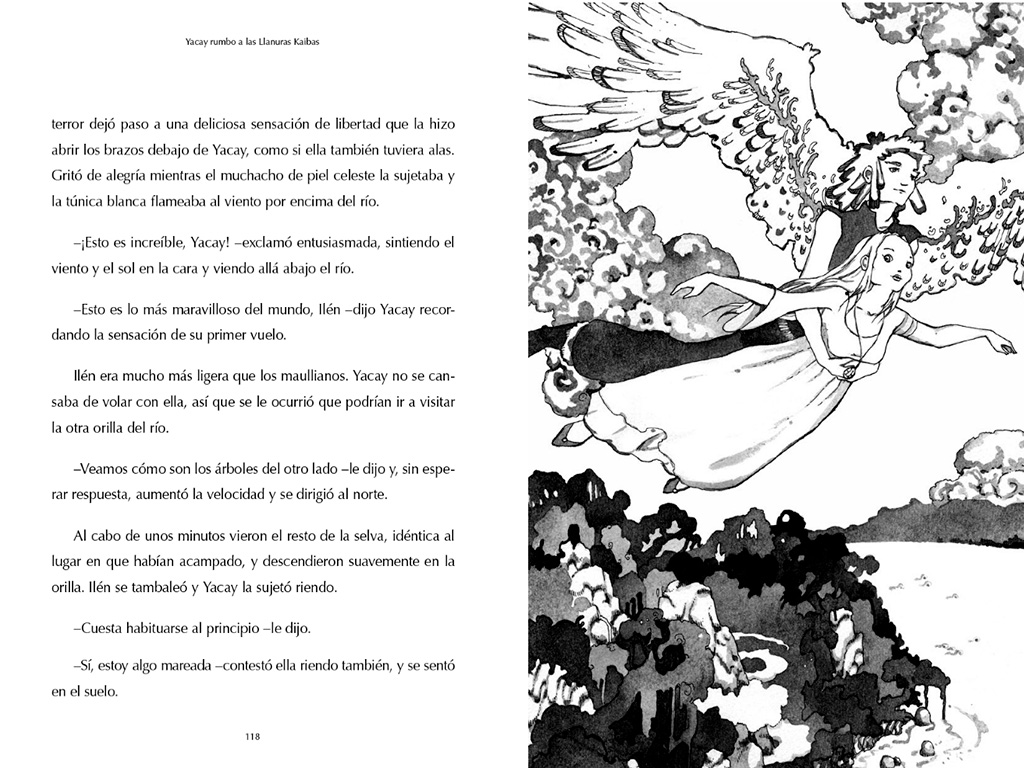 Yacay rumbo a las Llanuras Kaibas
terror dejó paso a una deliciosa sensación de libertad que la hizo
abrir los brazos debajo de Yacay, como si ella también tuviera alas.
Gritó de alegría mientras el muchacho de piel celeste la sujetaba y
la túnica blanca flameaba al viento por encima del río.
–¡Esto es increíble, Yacay! –exclamó entusiasmada, sintiendo el
viento y el sol en la cara y viendo allá abajo el río.
–Esto es lo más maravilloso del mundo, Ilén –dijo Yacay recor-
dando la sensación de su primer vuelo.
Ilén era mucho más ligera que los maullianos. Yacay no se can-
saba de volar con ella, así que se le ocurrió que podrían ir a visitar
la otra orilla del río.
–Veamos cómo son los árboles del otro lado –le dijo y, sin espe-
rar respuesta, aumentó la velocidad y se dirigió al norte.
Al cabo de unos minutos vieron el resto de la selva, idéntica al
lugar en que habían acampado, y descendieron suavemente en la
orilla. Ilén se tambaleó y Yacay la sujetó riendo.
–Cuesta habituarse al principio –le dijo.
–Sí, estoy algo mareada –contestó ella riendo también, y se sentó
en el suelo.
118